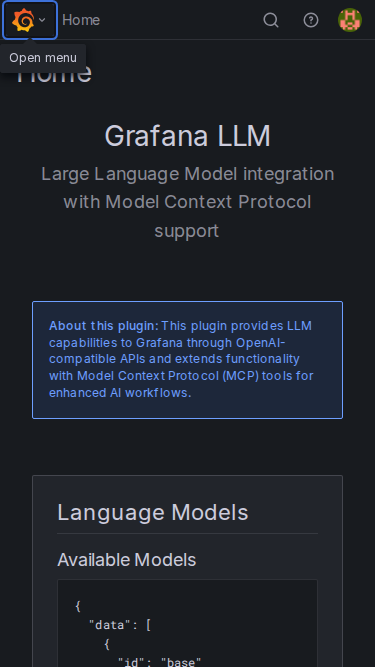 Home
Open menu
Home
Grafana LLM
Large Language Model integration
with Model Context Protocol
support
About this plugin: This plugin provides LLM
capabilities to Grafana through OpenAI-
compatible APIs and extends functionality
with Model Context Protocol (MCP) tools for
enhanced AI workflows.
Language Models
Available Models
{
"data": [
{
"id": "base"